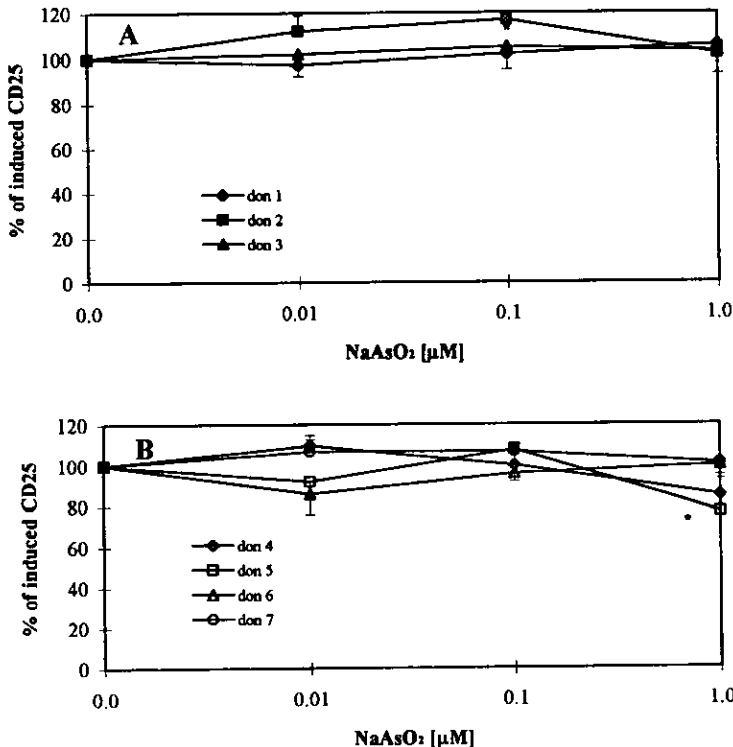 A
% of induced CD25
120
100
80
60
40
20
0
don 1
don 2
don 3
0.0 0.01 0.1 1.0
NaAsO₂ [µM]
B
% of induced CD25
120
100
80
60
40
20
0
don 4
don 5
don 6
don 7
*
0.0 0.01 0.1 1.0
NaAsO₂ [µM]